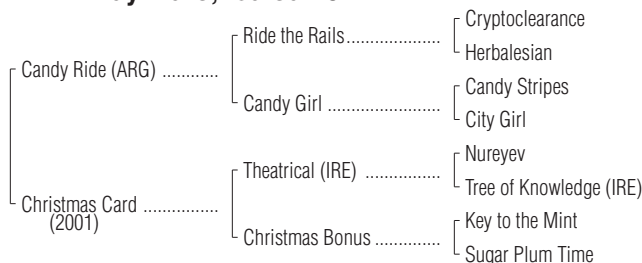 Cryptoclearance
Ride the Rails....................
Herbalesian
Candy Ride (ARG) ............
Candy Stripes
Candy Girl ........................
City Girl
Nureyev
Theatrical (IRE) ................
Tree of Knowledge (IRE)
Christmas Card ................
(2001)
Key to the Mint
Christmas Bonus ..............
Sugar Plum Time